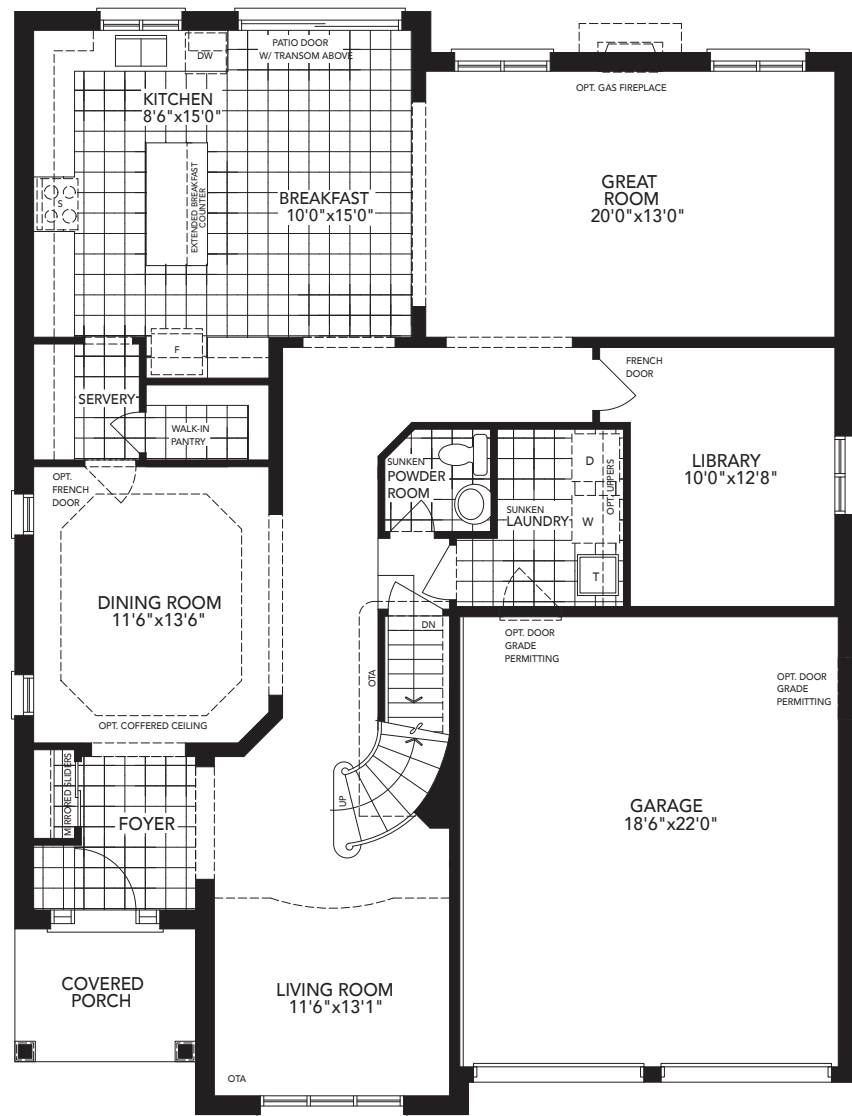 PATIO DOOR
W/ TRANSOM ABOVE
DW
KITCHEN
8'6"x15'0"
OPT. GAS FIREPLACE
EXTENDED BREAKFAST
COUNTER
BREAKFAST
10'0"x15'0"
GREAT
ROOM
20'0"x13'0"
S
F
FRENCH
DOOR
SERVERY
WALK-IN
PANTRY
SUNKEN
POWDER
ROOM
D
OPT. UPPERS
LIBRARY
10'0"x12'8"
OPT.
FRENCH
DOOR
SUNKEN
LAUNDRY
W
T
DINING ROOM
11'6"x13'6"
DN
OPT. DOOR
GRADE
PERMITTING
OTA
OPT. DOOR
GRADE
PERMITTING
OPT. COFFERED CEILING
MIRRORED SLIDERS
FOYER
UP
GARAGE
18'6"x22'0"
COVERED
PORCH
LIVING ROOM
11'6"x13'1"
OTA